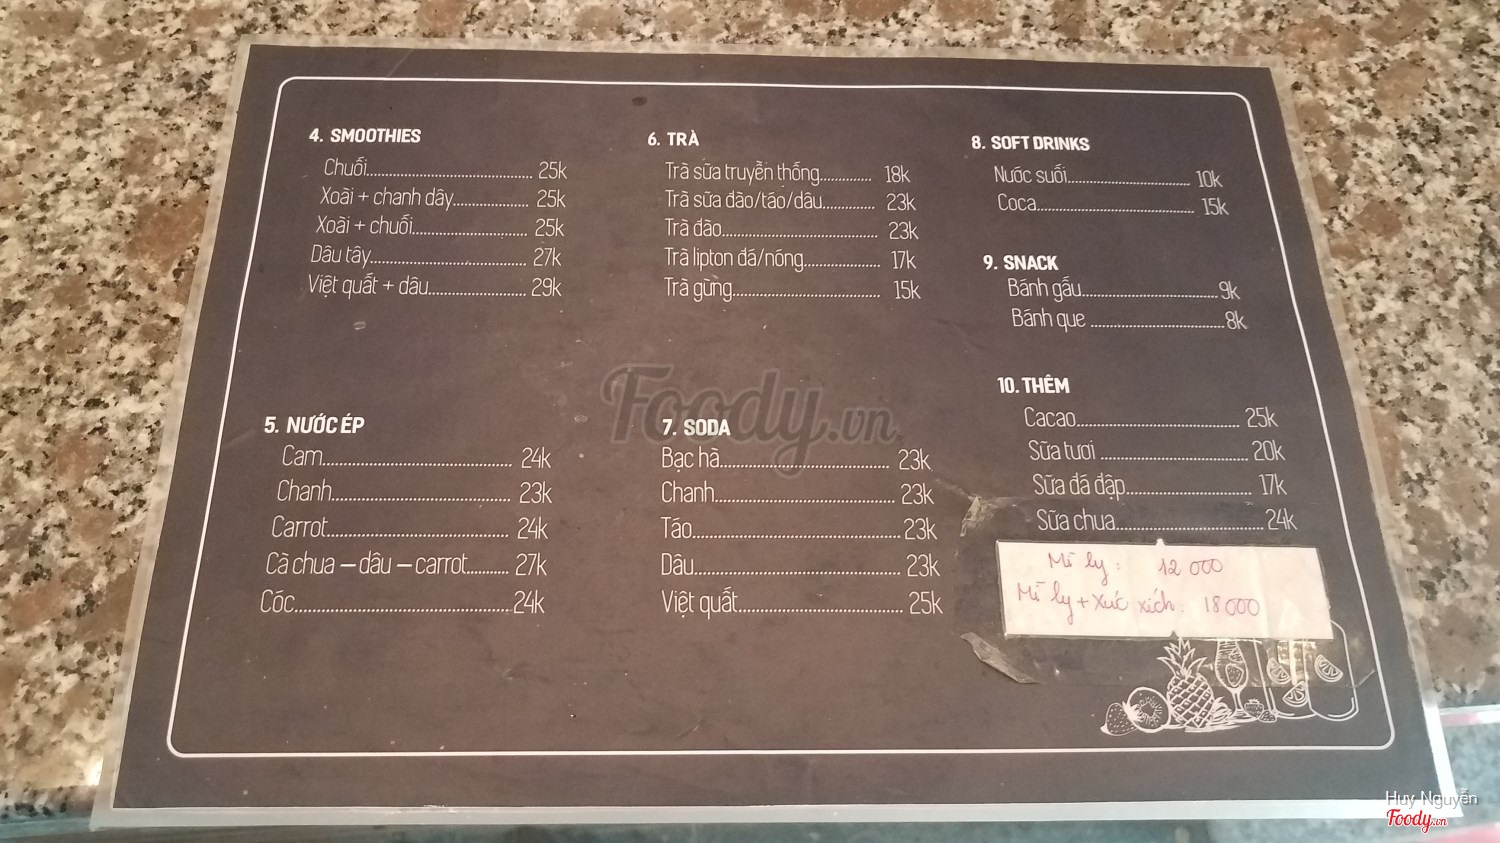 4. SMOOTHIES
Chuối................ 25k
Xoài + chanh dây................ 25k
Xoài + chuối................ 25k
Dâu tây................ 27k
Việt quất + dâu................ 29k
5. NƯỚC ÉP
Cam................ 24k
Chanh................ 23k
Carrot................ 24k
Cà chua – dâu – carrot.......... 27k
Cốc................ 24k
6. TRÀ
Trà sữa truyền thống............. 18k
Trà sữa đào/táo/dâu............. 23k
Trà đào................ 23k
Trà lipton đá/nóng................ 17k
Trà gừng................ 15k
7. SODA
Bạc hà................ 23k
Chanh................ 23k
Táo................ 23k
Dâu................ 23k
Việt quất................ 25k
8. SOFT DRINKS
Nước suối................ 10k
Coca................ 15k
9. SNACK
Bánh gấu................ 9k
Bánh que ................ 8k
10. THÊM
Cacao................ 25k
Sữa tươi ................ 20k
Sữa đá đập................ 17k
Sữa chua................ 24k
Mì ly : 12 000
Mì ly + xúc xích : 18 000
Foody.vn
Huy Nguyễn
Foody.vn